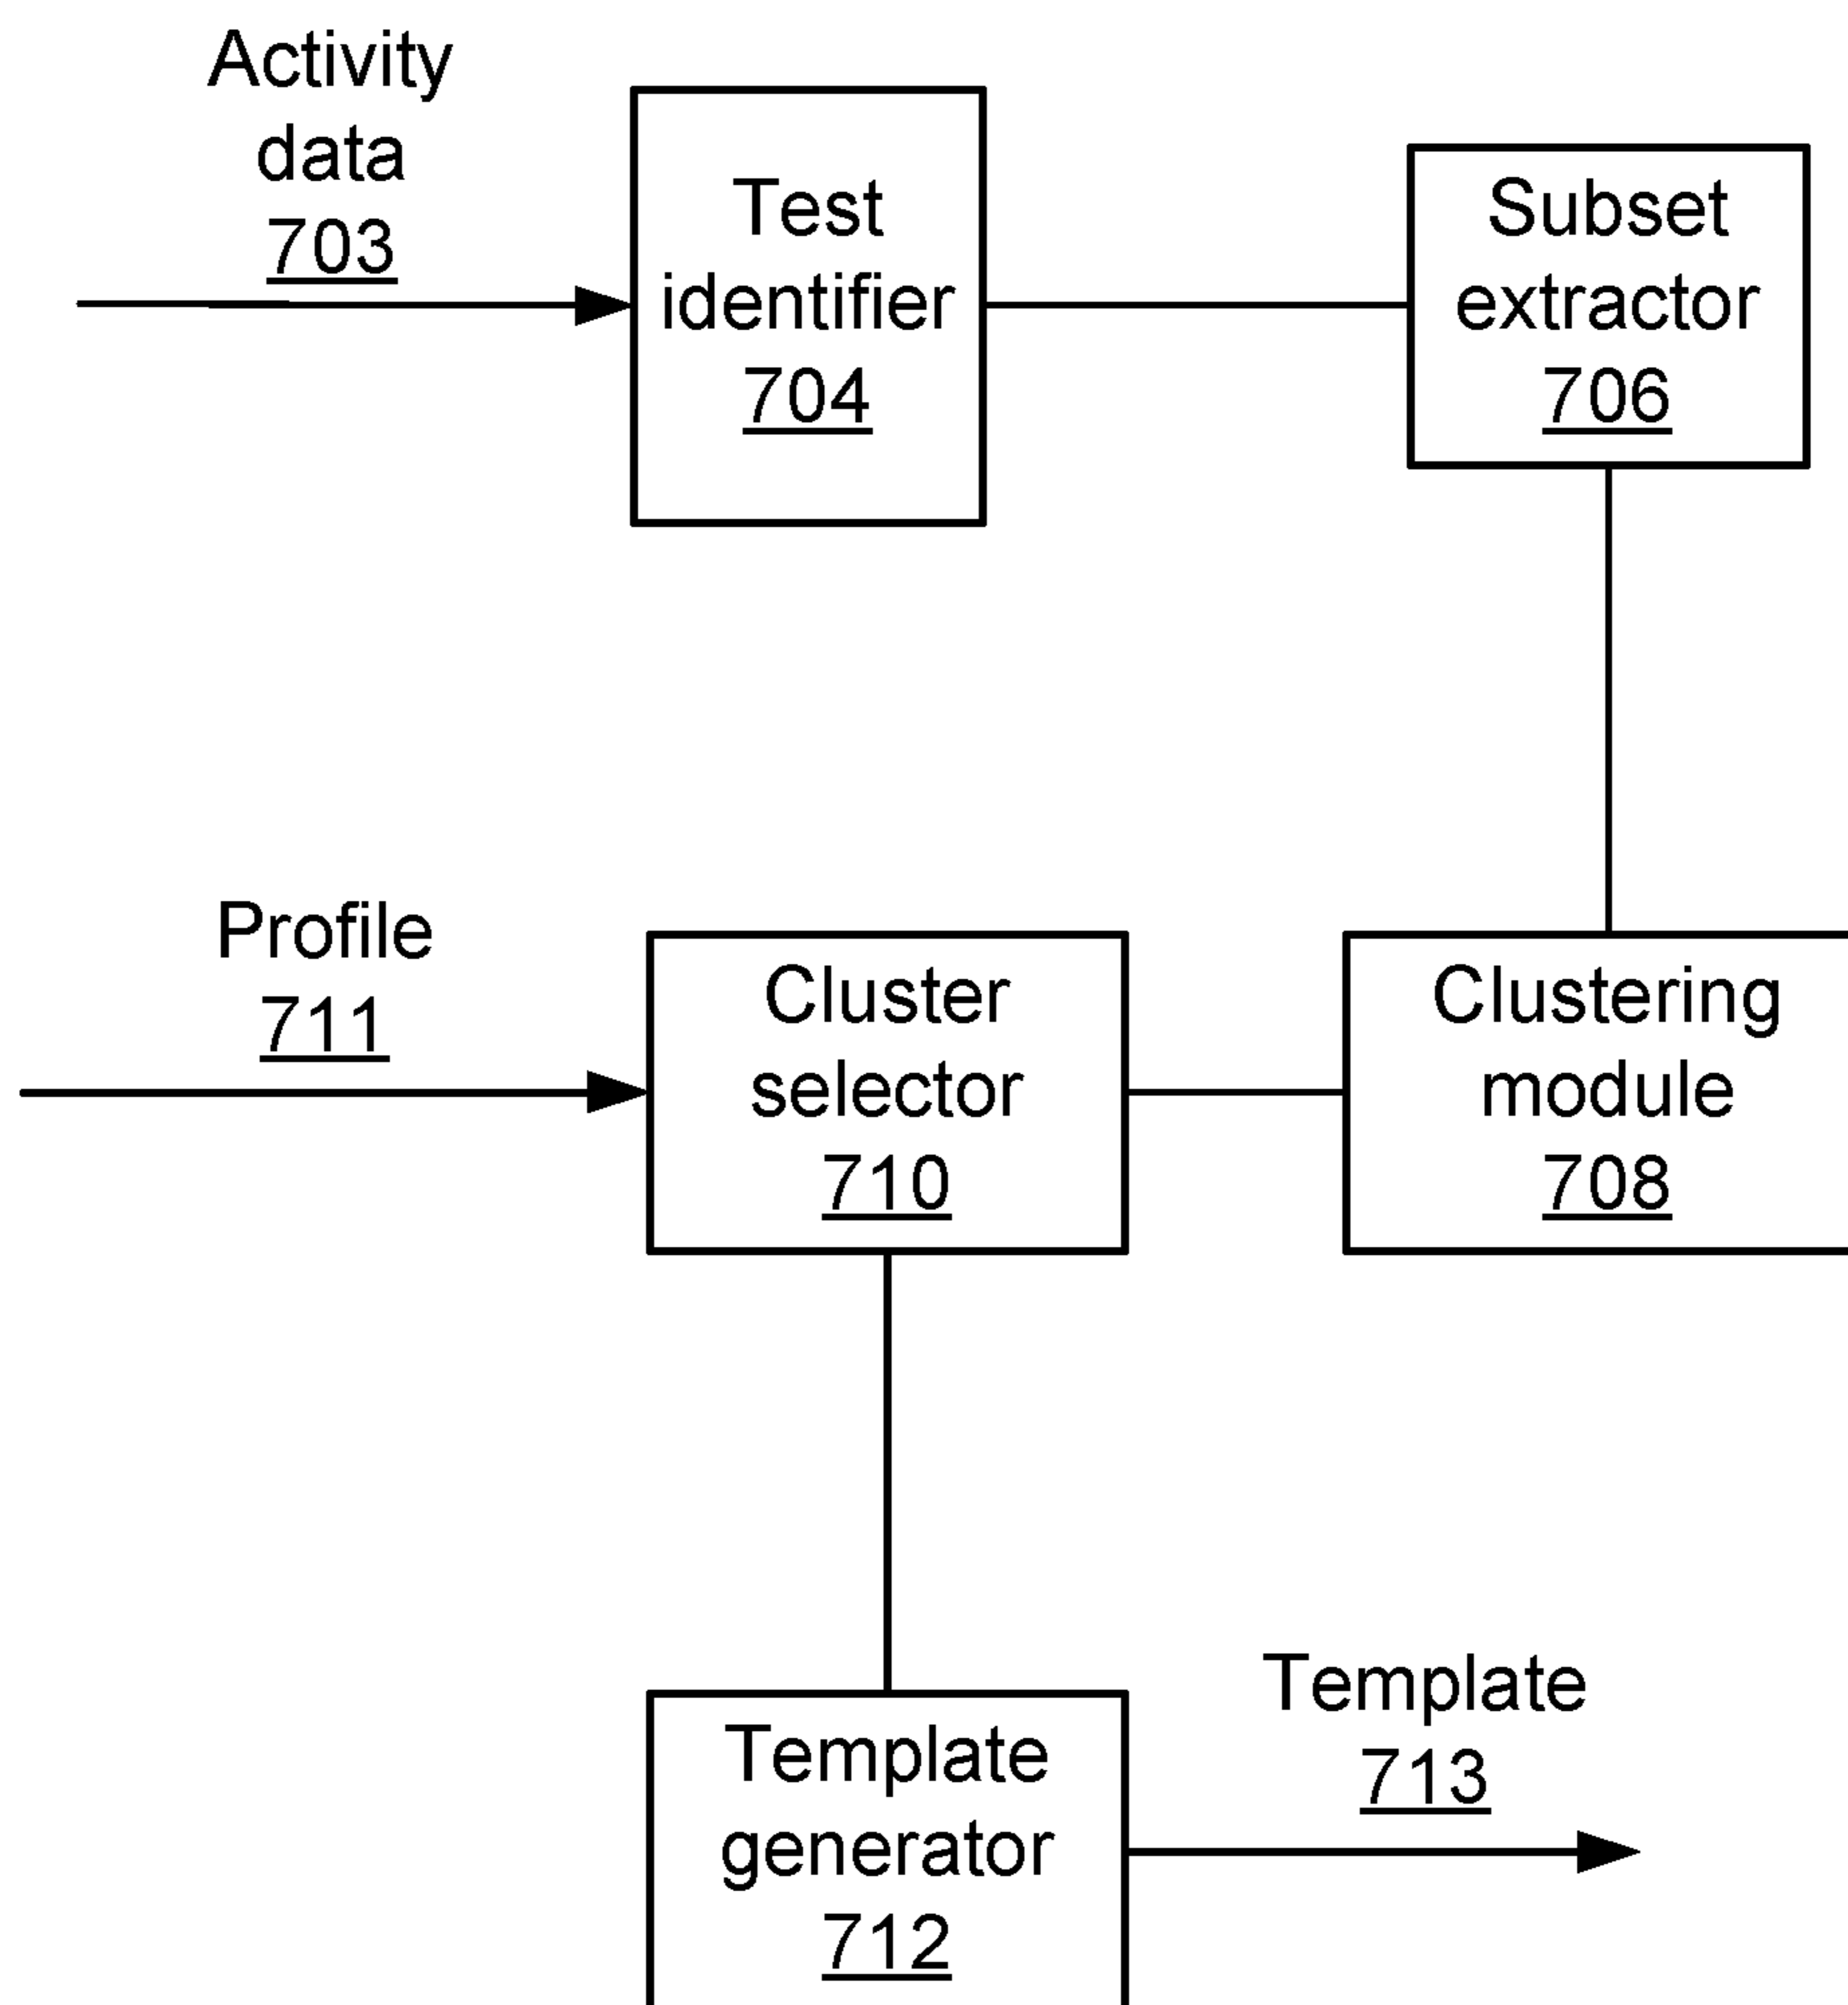 Activity
data
703
Test
identifier
704
Subset
extractor
706
Profile
711
Cluster
selector
710
Clustering
module
708
Template
generator
712
Template
713